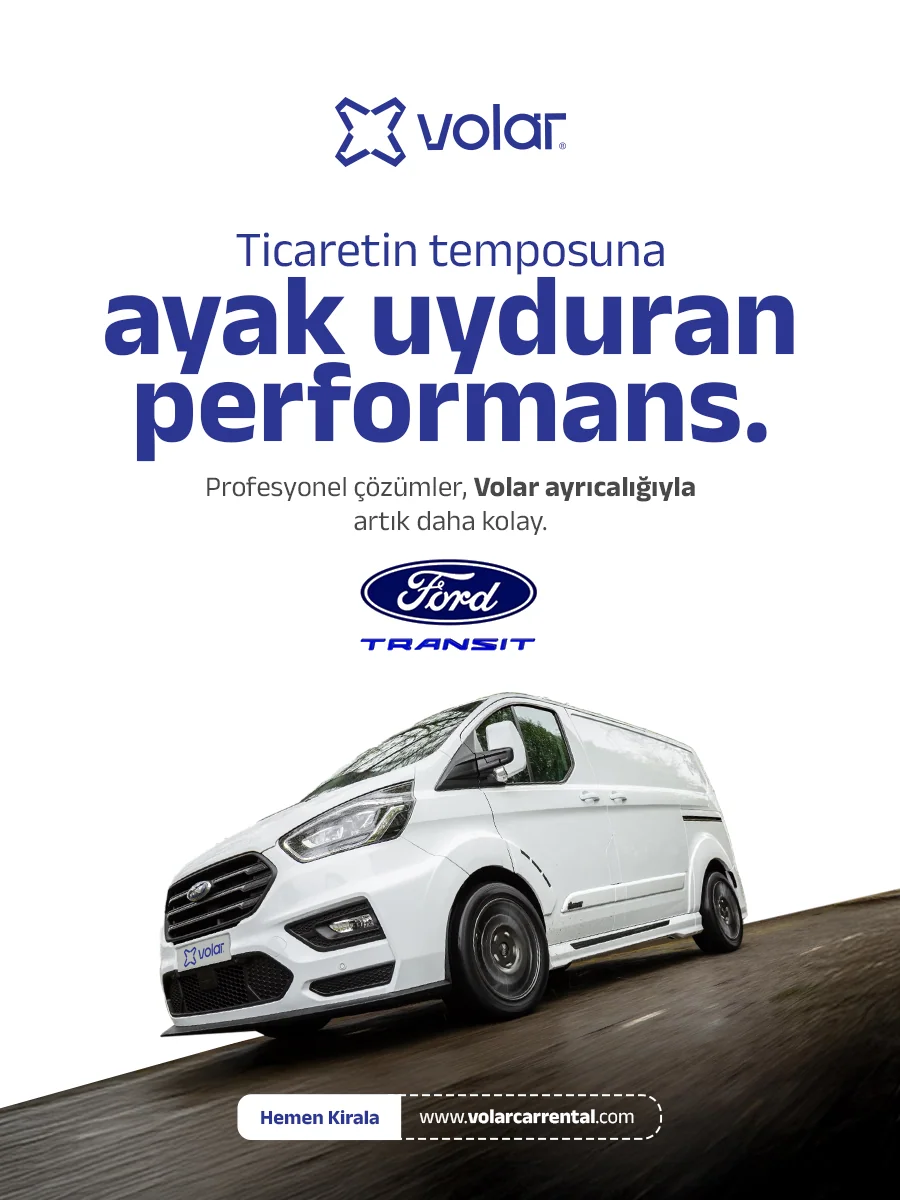 volar®
Ticaretin temposuna
ayak uyduran
performans.
Profesyonel çözümler, Volar ayrıcalığıyla
artık daha kolay.
Ford
TRANSIT
Ford
volar
Hemen Kirala
www.volarcarrental.com